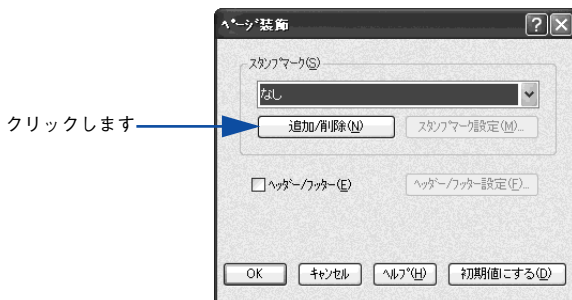 ページ装飾
スタンプマーク(S)
なし
クリックします
追加/削除(N)
スタンプマーク設定(M)...
ヘッダー/フッター(E)
ヘッダー/フッター設定(F)...
OK
キャンセル
ヘルプ(H)
初期値にする(D)